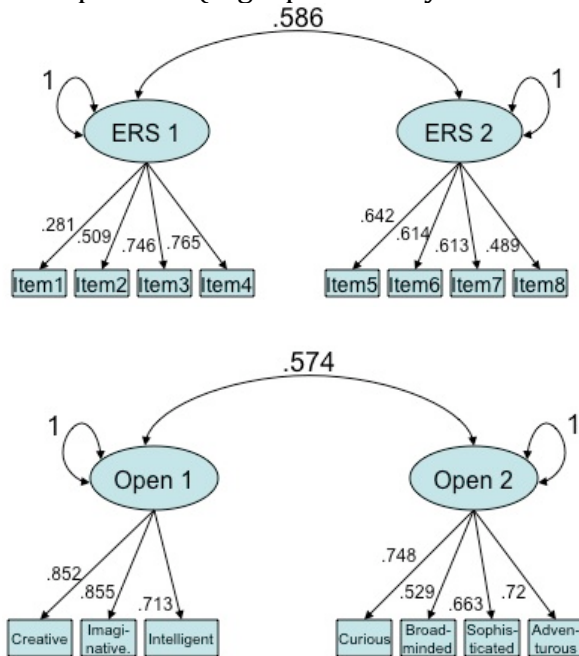 .586
1
1
ERS 1
ERS 2
.281
.509
.746
.765
.642
.614
.613
.489
Item1
Item2
Item3
Item4
Item5
Item6
Item7
Item8
.574
1
1
Open 1
Open 2
.852
.855
.713
.748
.529
.663
.72
Creative
Imagi-
native.
Intelligent
Curious
Broad-
minded
Sophis-
ticated
Adven-
turous